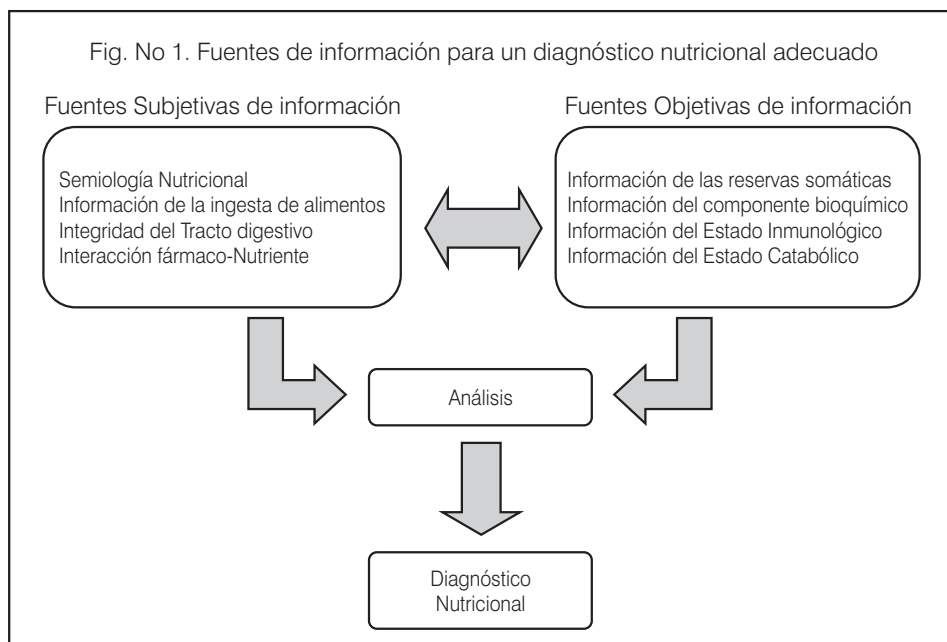 Fig. No 1. Fuentes de información para un diagnóstico nutricional adecuado
Fuentes Subjetivas de información
Semiología Nutricional
Información de la ingesta de alimentos
Integridad del Tracto digestivo
Interacción fármaco-Nutriente
Fuentes Objetivas de información
Información de las reservas somáticas
Información del componente bioquímico
Información del Estado Inmunológico
Información del Estado Catabólico
Análisis
Diagnóstico
Nutricional